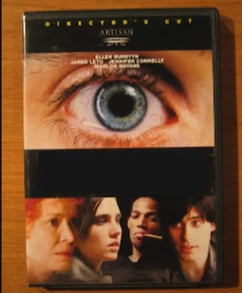 DIRECTOR'S CUT
ARTISAN
ELLEN BURSTYN
JARED LETO JENNIFER CONNELLY
MARLON WAYANS